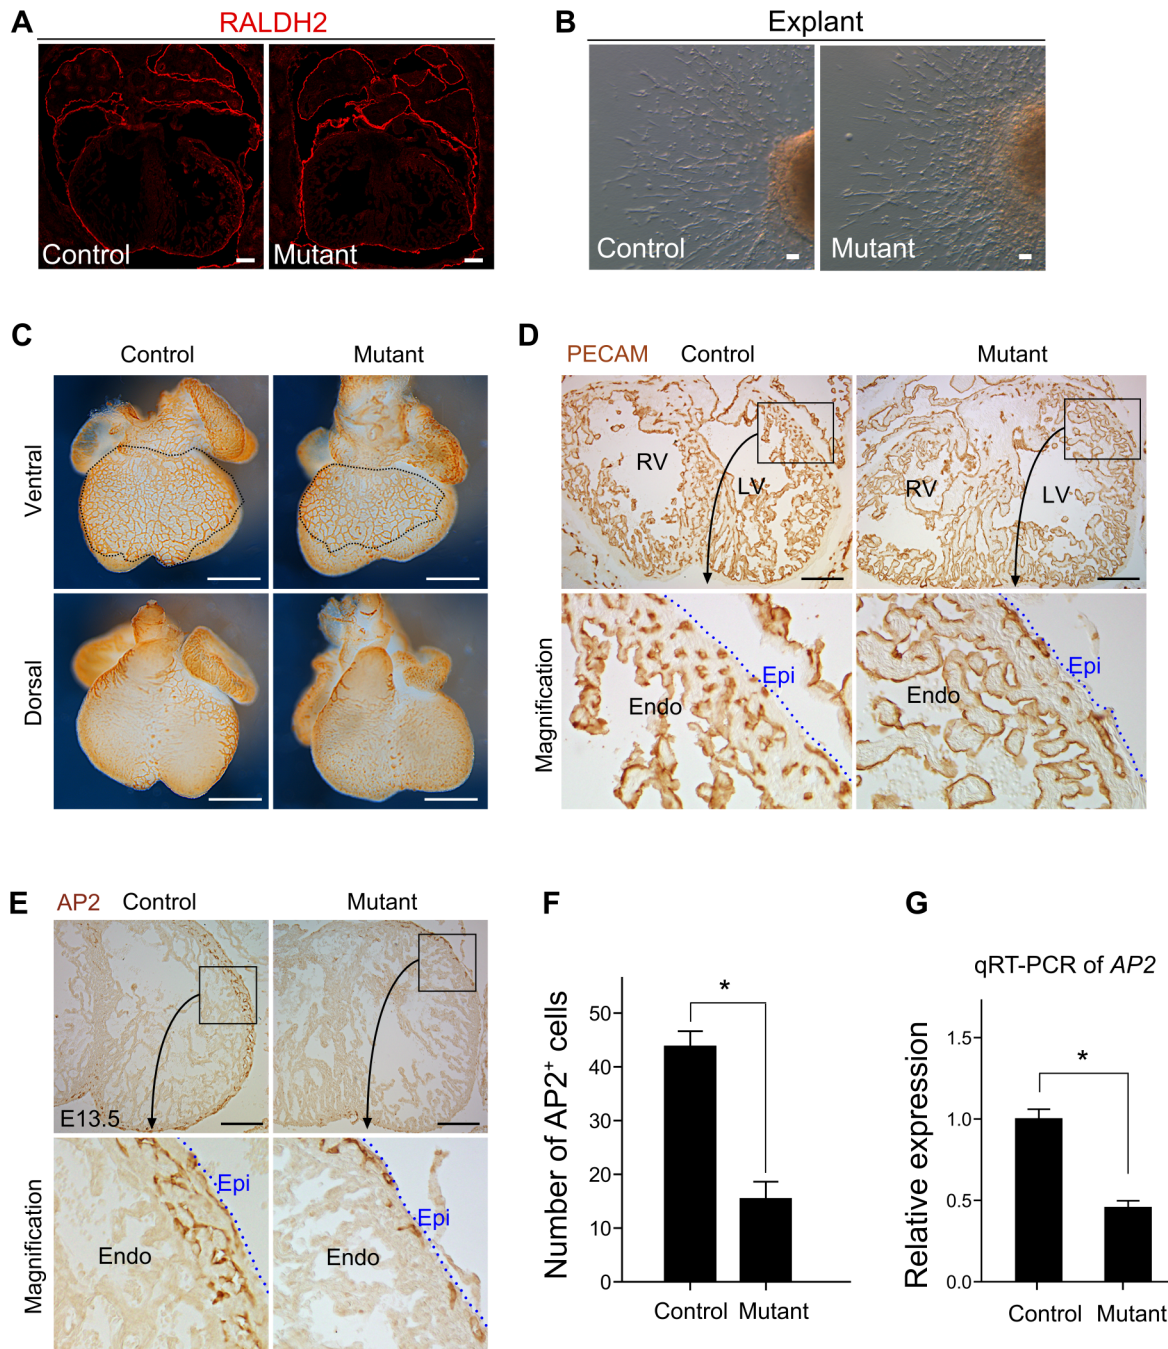 A
RALDH2
Control
Mutant
B
Explant
Control
Mutant
C
Control
Mutant
Ventral
Dorsal
D
PECAM
Control
Mutant
RV
LV
RV
LV
Magnification
Endo
Epi
Endo
Epi
E
AP2
Control
Mutant
E13.5
Magnification
Endo
Epi
Endo
Epi
F
Number of AP2⁺ cells
50
40
30
20
10
0
*
Control
Mutant
G
qRT-PCR of AP2
Relative expression
1.5
1.0
0.5
0.0
*
Control
Mutant